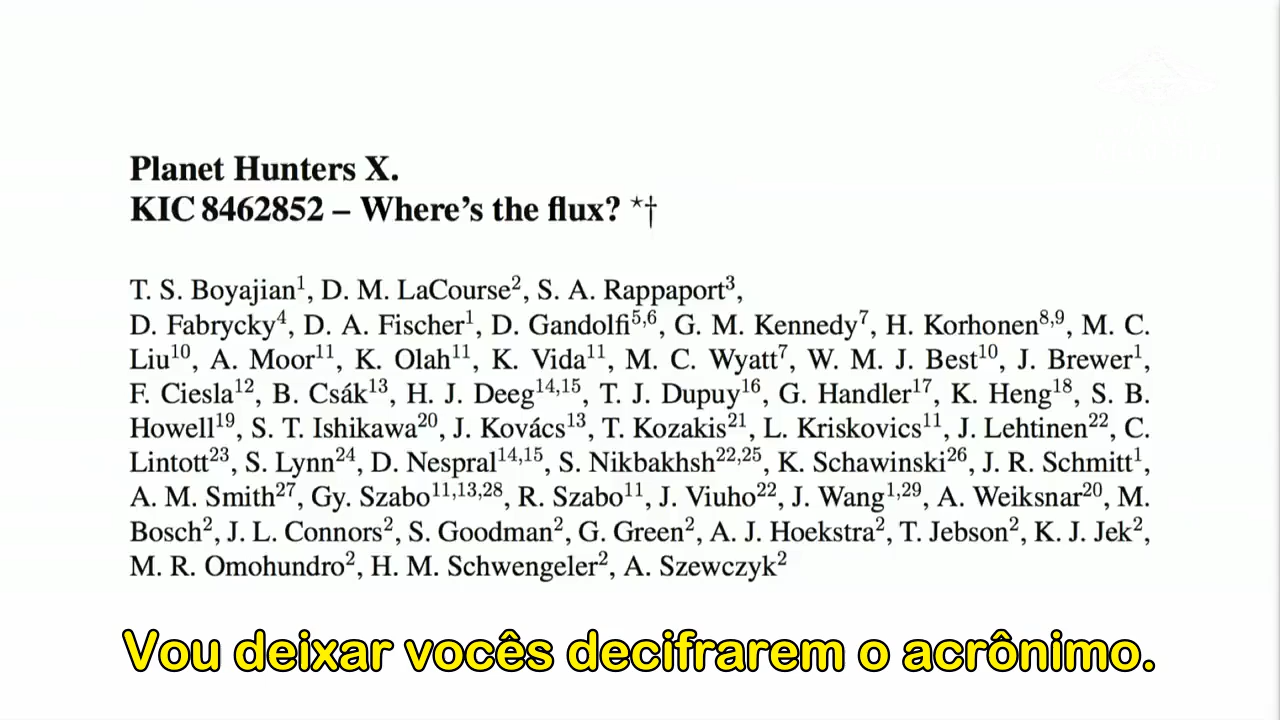 Planet Hunters X.
KIC 8462852 – Where's the flux? *†
T. S. Boyajian1, D. M. LaCourse2, S. A. Rappaport3,
D. Fabrycky4, D. A. Fischer1, D. Gandolfi5,6, G. M. Kennedy7, H. Korhonen8,9, M. C.
Liu10, A. Moor11, K. Olah11, K. Vida11, M. C. Wyatt7, W. M. J. Best10, J. Brewer1,
F. Ciesla12, B. Csák13, H. J. Deeg14,15, T. J. Dupuy16, G. Handler17, K. Heng18, S. B.
Howell19, S. T. Ishikawa20, J. Kovács13, T. Kozakis21, L. Kriskovics11, J. Lehtinen22, C.
Lintott23, S. Lynn24, D. Nespral14,15, S. Nikbakhsh22,25, K. Schawinski26, J. R. Schmitt1,
A. M. Smith27, Gy. Szabo11,13,28, R. Szabo11, J. Viuho22, J. Wang1,29, A. Weiksnar20, M.
Bosch2, J. L. Connors2, S. Goodman2, G. Green2, A. J. Hoekstra2, T. Jebson2, K. J. Jek2,
M. R. Omohundro2, H. M. Schwengeler2, A. Szewczyk2
Vou deixar vocês decifrarem o acrônimo.